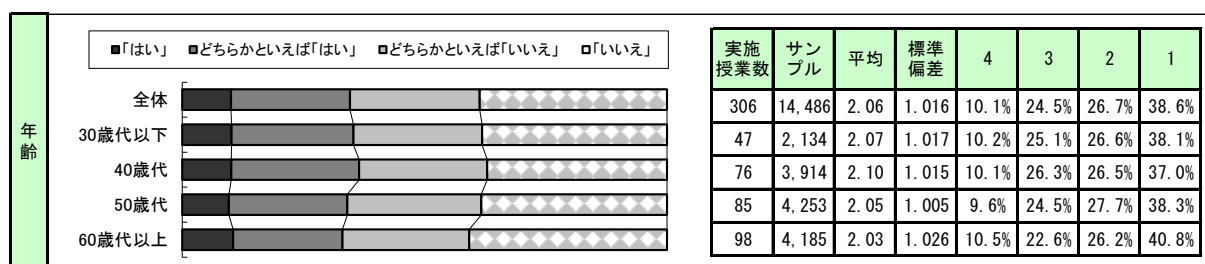 年齢
■「はい」 ■どちらかといえば「はい」 □どちらかといえば「いいえ」 □「いいえ」
全体
30歳代以下
40歳代
50歳代
60歳代以上
実施授業数 サンプル 平均 標準偏差 4 3 2 1
306 14,486 2.06 1.016 10.1% 24.5% 26.7% 38.6%
47 2,134 2.07 1.017 10.2% 25.1% 26.6% 38.1%
76 3,914 2.10 1.015 10.1% 26.3% 26.5% 37.0%
85 4,253 2.05 1.005 9.6% 24.5% 27.7% 38.3%
98 4,185 2.03 1.026 10.5% 22.6% 26.2% 40.8%